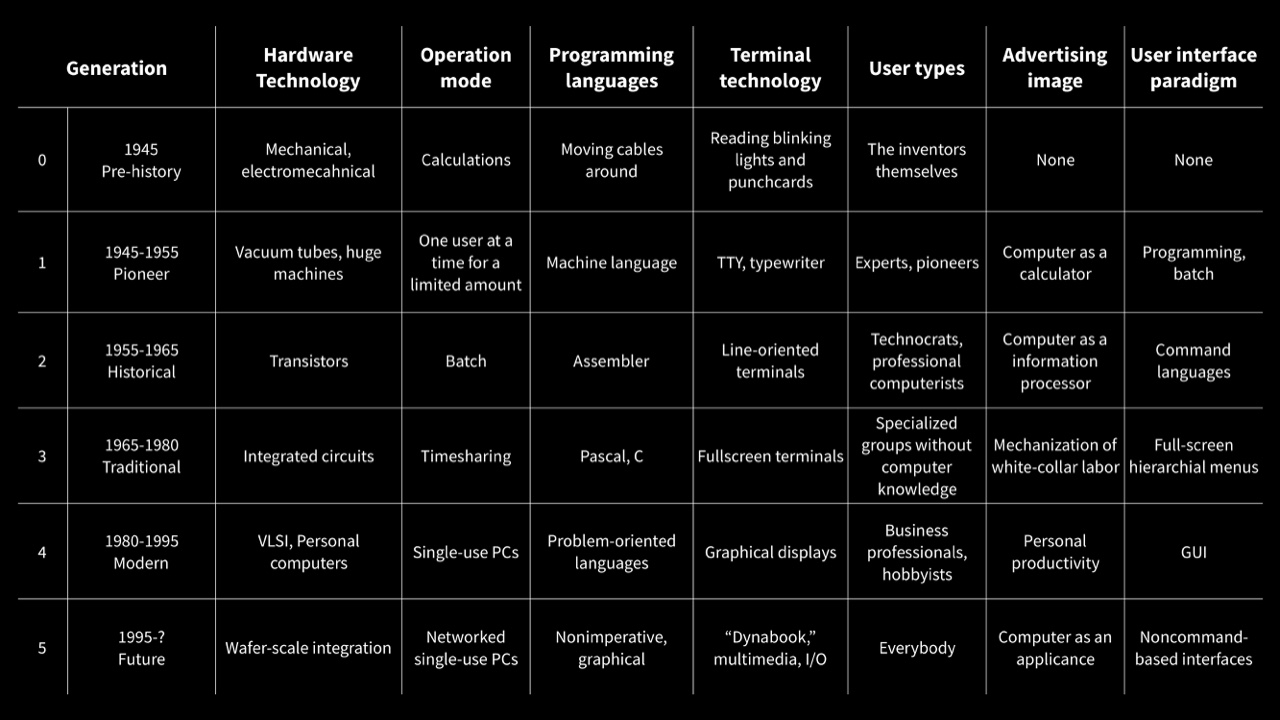 Generation
Hardware
Technology
Operation
mode
Programming
languages
Terminal
technology
User types
Advertising
image
User interface
paradigm
0
1945
Pre-history
Mechanical,
electromecahnical
Calculations
Moving cables
around
Reading blinking
lights and
punchcards
The inventors
themselves
None
None
1
1945-1955
Pioneer
Vacuum tubes, huge
machines
One user at a
time for a
limited amount
Machine language
TTY, typewriter
Experts, pioneers
Computer as a
calculator
Programming,
batch
2
1955-1965
Historical
Transistors
Batch
Assembler
Line-oriented
terminals
Technocrats,
professional
computerists
Computer as a
information
processor
Command
languages
3
1965-1980
Traditional
Integrated circuits
Timesharing
Pascal, C
Fullscreen terminals
Specialized
groups without
computer
knowledge
Mechanization of
white-collar labor
Full-screen
hierarchial menus
4
1980-1995
Modern
VLSI, Personal
computers
Single-use PCs
Problem-oriented
languages
Graphical displays
Business
professionals,
hobbyists
Personal
productivity
GUI
5
1995-?
Future
Wafer-scale integration
Networked
single-use PCs
Nonimperative,
graphical
“Dynabook,”
multimedia, I/O
Everybody
Computer as an
applicance
Noncommand-
based interfaces